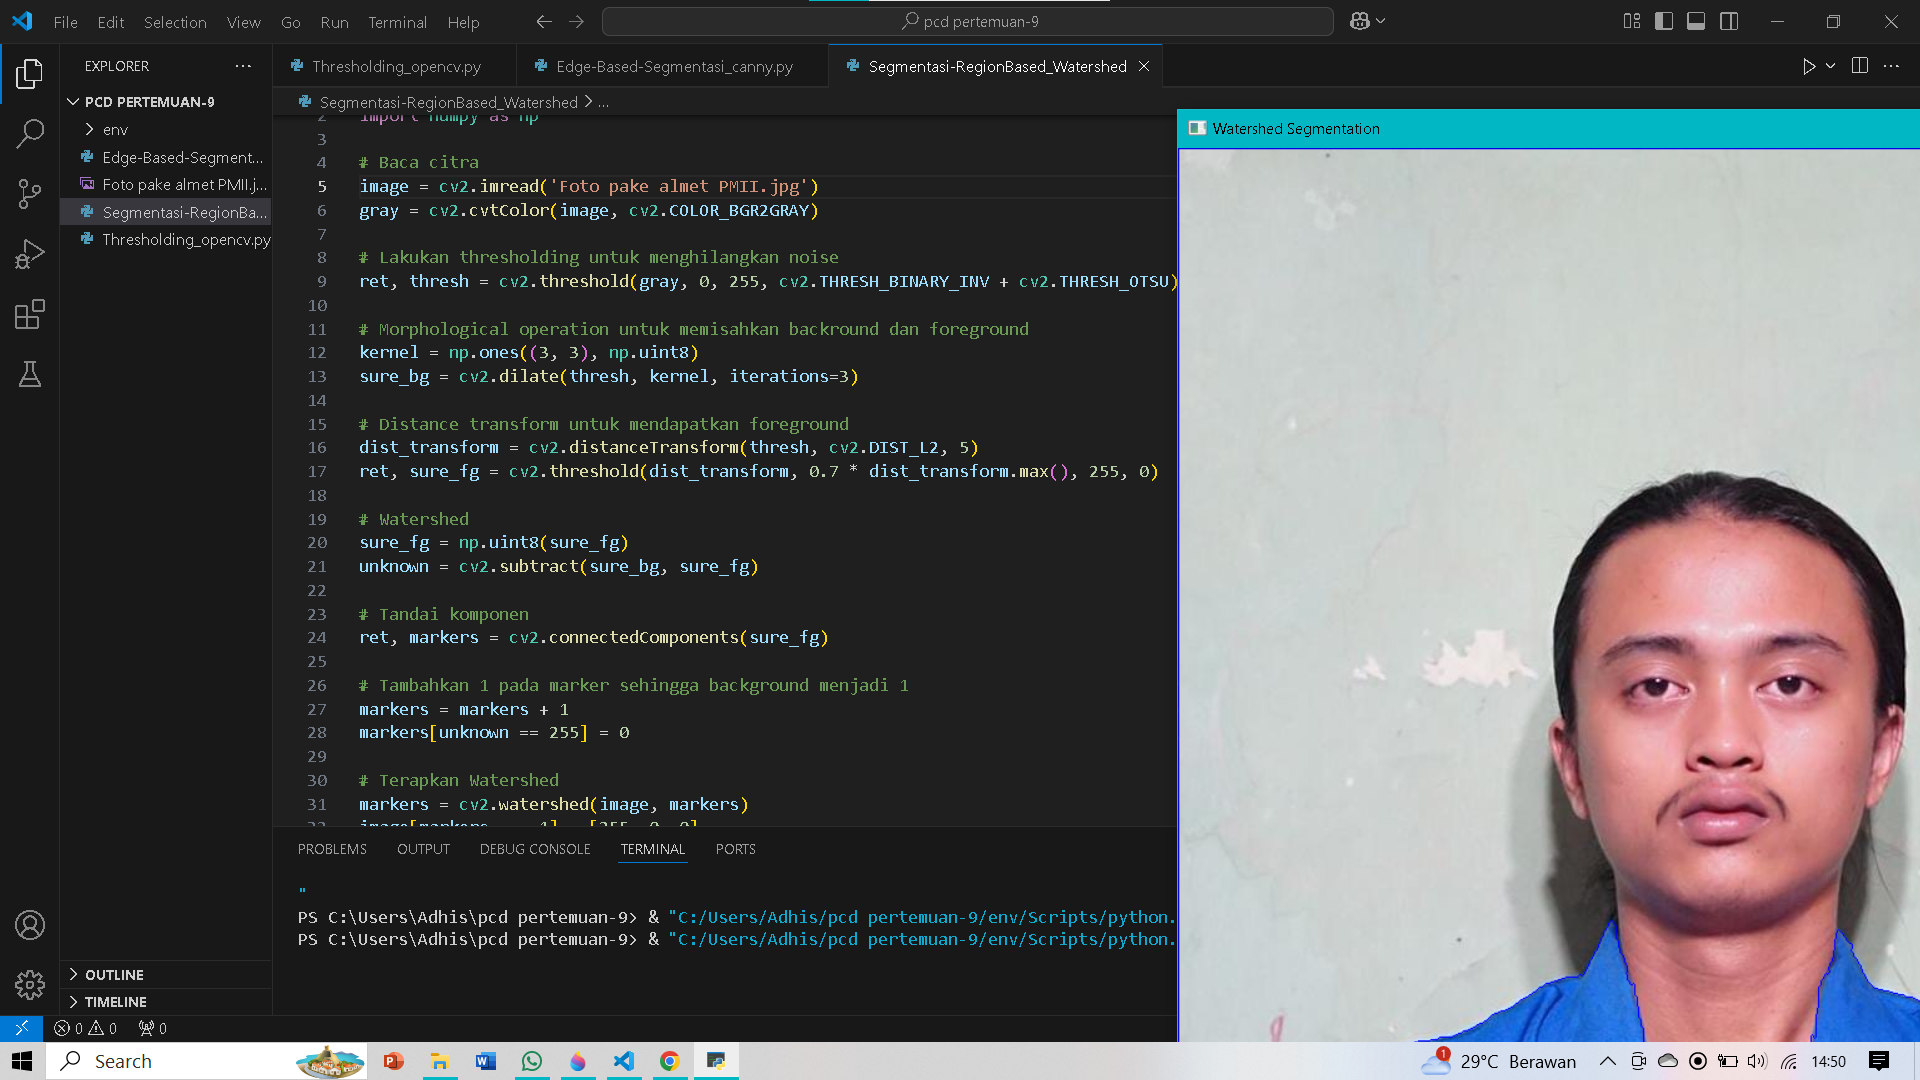 File Edit Selection View Go Run Terminal Help
pcd pertemuan-9
EXPLORER
PCD PERTEMUAN-9
env
Edge-Based-Segment...
Foto pake almet PMII.j...
Segmentasi-RegionBa...
Thresholding_opencv.py
OUTLINE
TIMELINE
Thresholding_opencv.py Edge-Based-Segmentasi_canny.py Segmentasi-RegionBased_Watershed
Segmentasi-RegionBased_Watershed > ...
2 import numpy as np
3
4 # Baca citra
5 image = cv2.imread('Foto pake almet PMII.jpg')
6 gray = cv2.cvtColor(image, cv2.COLOR_BGR2GRAY)
7
8 # Lakukan thresholding untuk menghilangkan noise
9 ret, thresh = cv2.threshold(gray, 0, 255, cv2.THRESH_BINARY_INV + cv2.THRESH_OTSU)
10
11 # Morphological operation untuk memisahkan backround dan foreground
12 kernel = np.ones((3, 3), np.uint8)
13 sure_bg = cv2.dilate(thresh, kernel, iterations=3)
14
15 # Distance transform untuk mendapatkan foreground
16 dist_transform = cv2.distanceTransform(thresh, cv2.DIST_L2, 5)
17 ret, sure_fg = cv2.threshold(dist_transform, 0.7 * dist_transform.max(), 255, 0)
18
19 # Watershed
20 sure_fg = np.uint8(sure_fg)
21 unknown = cv2.subtract(sure_bg, sure_fg)
22
23 # Tandai komponen
24 ret, markers = cv2.connectedComponents(sure_fg)
25
26 # Tambahkan 1 pada marker sehingga background menjadi 1
27 markers = markers + 1
28 markers[unknown == 255] = 0
29
30 # Terapkan Watershed
31 markers = cv2.watershed(image, markers)
PROBLEMS OUTPUT DEBUG CONSOLE TERMINAL PORTS
"
PS C:\Users\Adhis\pcd pertemuan-9> & "C:/Users/Adhis/pcd pertemuan-9/env/Scripts/python.
PS C:\Users\Adhis\pcd pertemuan-9> & "C:/Users/Adhis/pcd pertemuan-9/env/Scripts/python.
Watershed Segmentation
0 0 0
Search
1 29°C Berawan 14:50